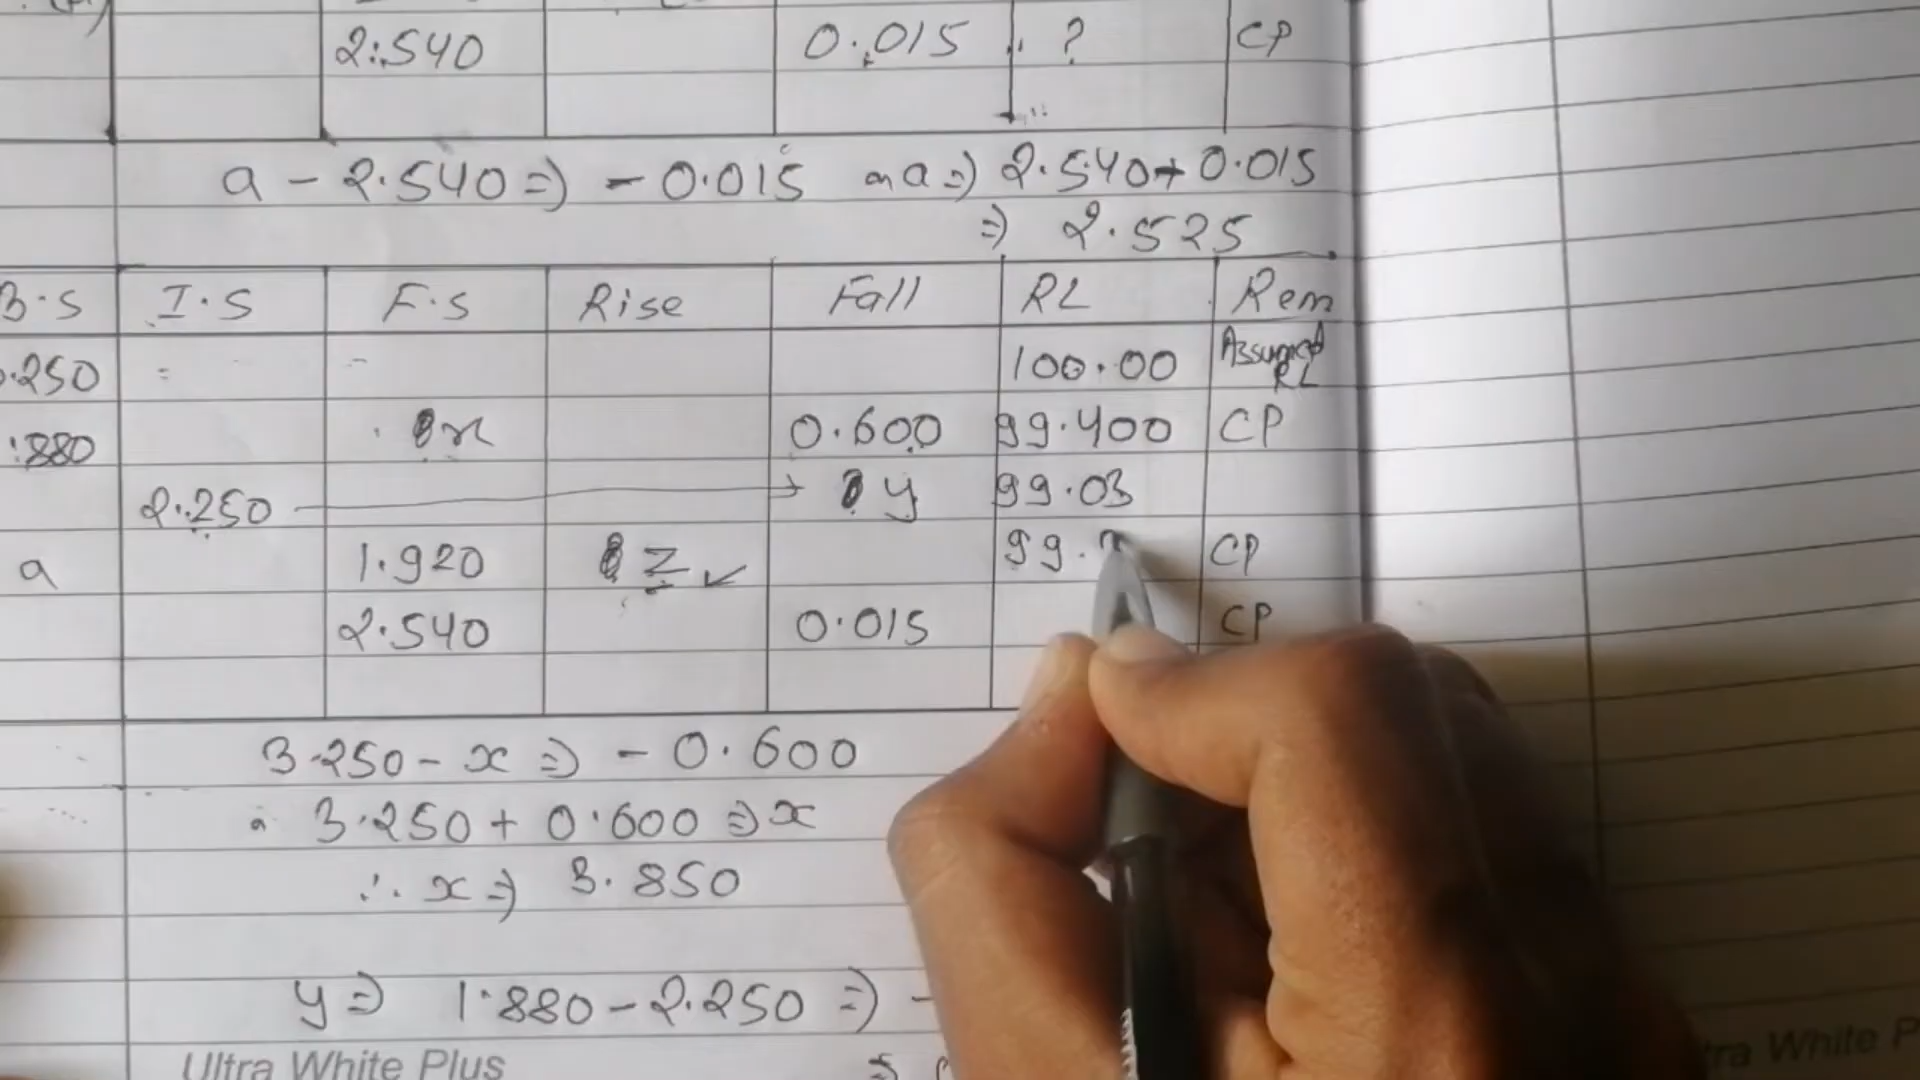 2.540 0.015 ? CP
a - 2.540 => - 0.015 a => 2.540 + 0.015
=> 2.525
B.S I.S F.S Rise Fall RL Rem
.250 100.00 Assumed RL
.880 x 0.600 99.400 CP
2.250 y 99.03
a 1.920 z 99. CP
2.540 0.015 CP
3.250 - x => - 0.600
3.250 + 0.600 => x
∴ x => 3.850
y => 1.880 - 2.250 => -
Ultra White Plus